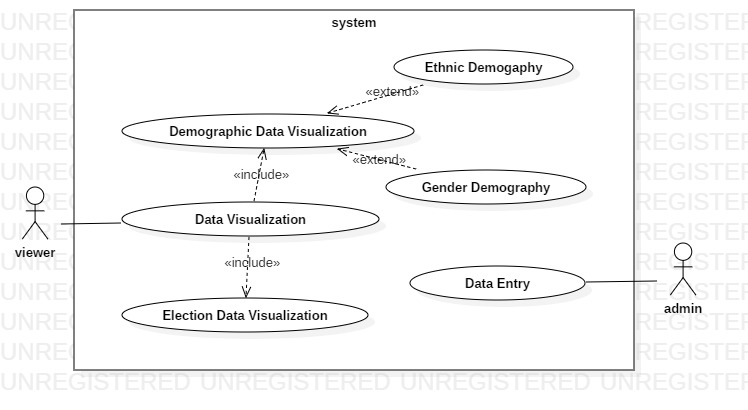 system
Ethnic Demogaphy
«extend»
Demographic Data Visualization
«extend»
«include»
Gender Demography
Data Visualization
viewer
«include»
Data Entry
admin
Election Data Visualization
UNREGISTERED UNREGISTERED UNREGISTERED UNREGISTERED